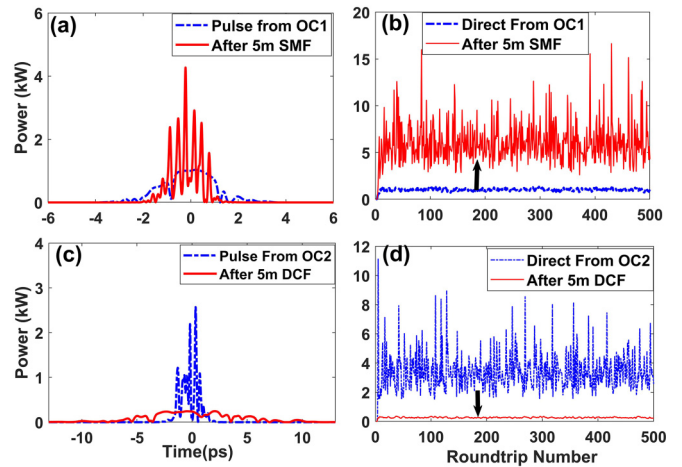 (a)
Pulse from OC1
After 5m SMF
Power (kW)
6
4
2
0
-6 -4 -2 0 2 4 6
(b)
Direct From OC1
After 5m SMF
20
15
10
5
0
0 100 200 300 400 500
(c)
Pulse From OC2
After 5m DCF
Power (kW)
4
3
2
1
0
-10 -5 0 5 10
Time(ps)
(d)
Direct From OC2
After 5m DCF
12
10
8
6
4
2
0
0 100 200 300 400 500
Roundtrip Number